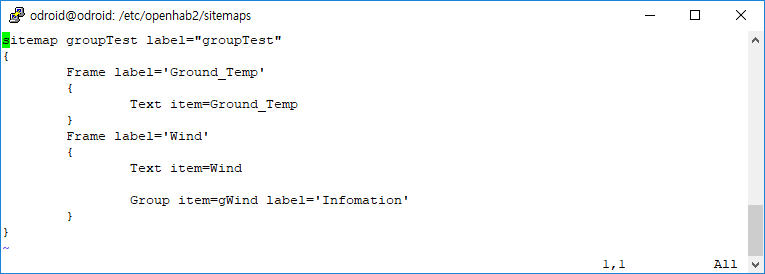 odroid@odroid: /etc/openhab2/sitemaps
sitemap groupTest label="groupTest"
{
        Frame label='Ground_Temp'
        {
                Text item=Ground_Temp
        }
        Frame label='Wind'
        {
                Text item=Wind

                Group item=gWind label='Infomation'
        }
}
~
1,1 All